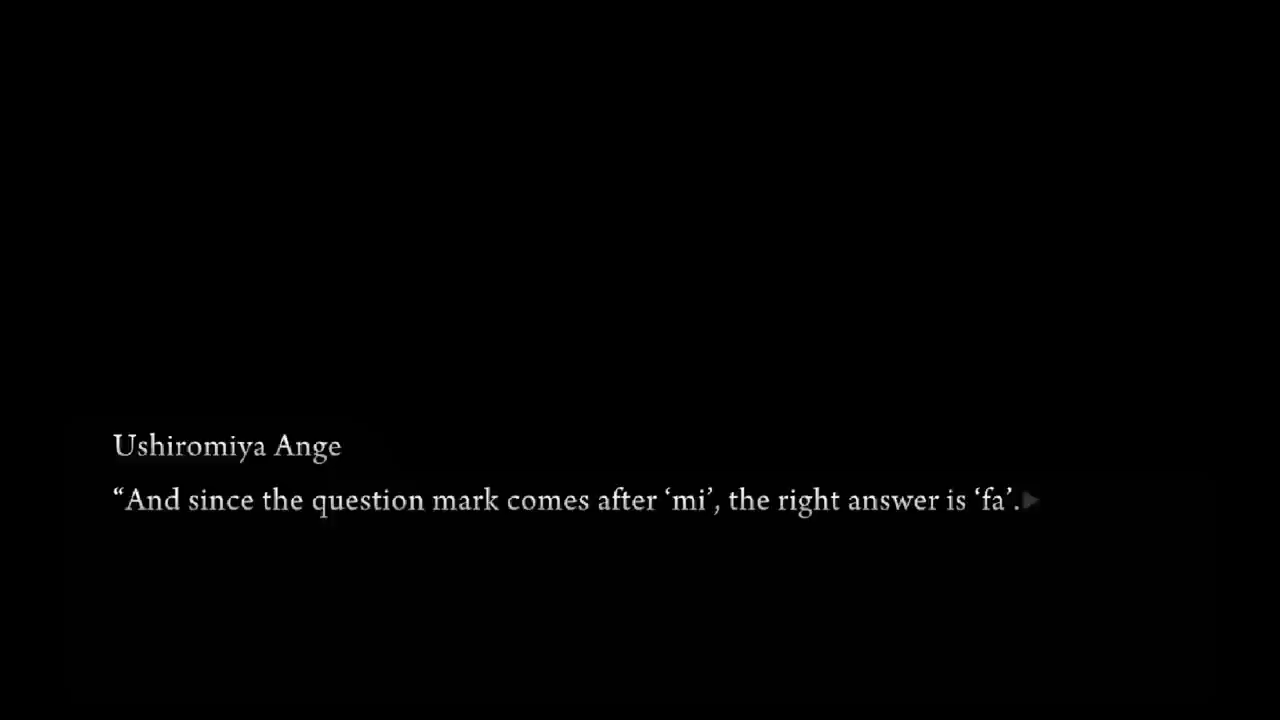 Ushiromiya Ange
“And since the question mark comes after ‘mi’, the right answer is ‘fa’.